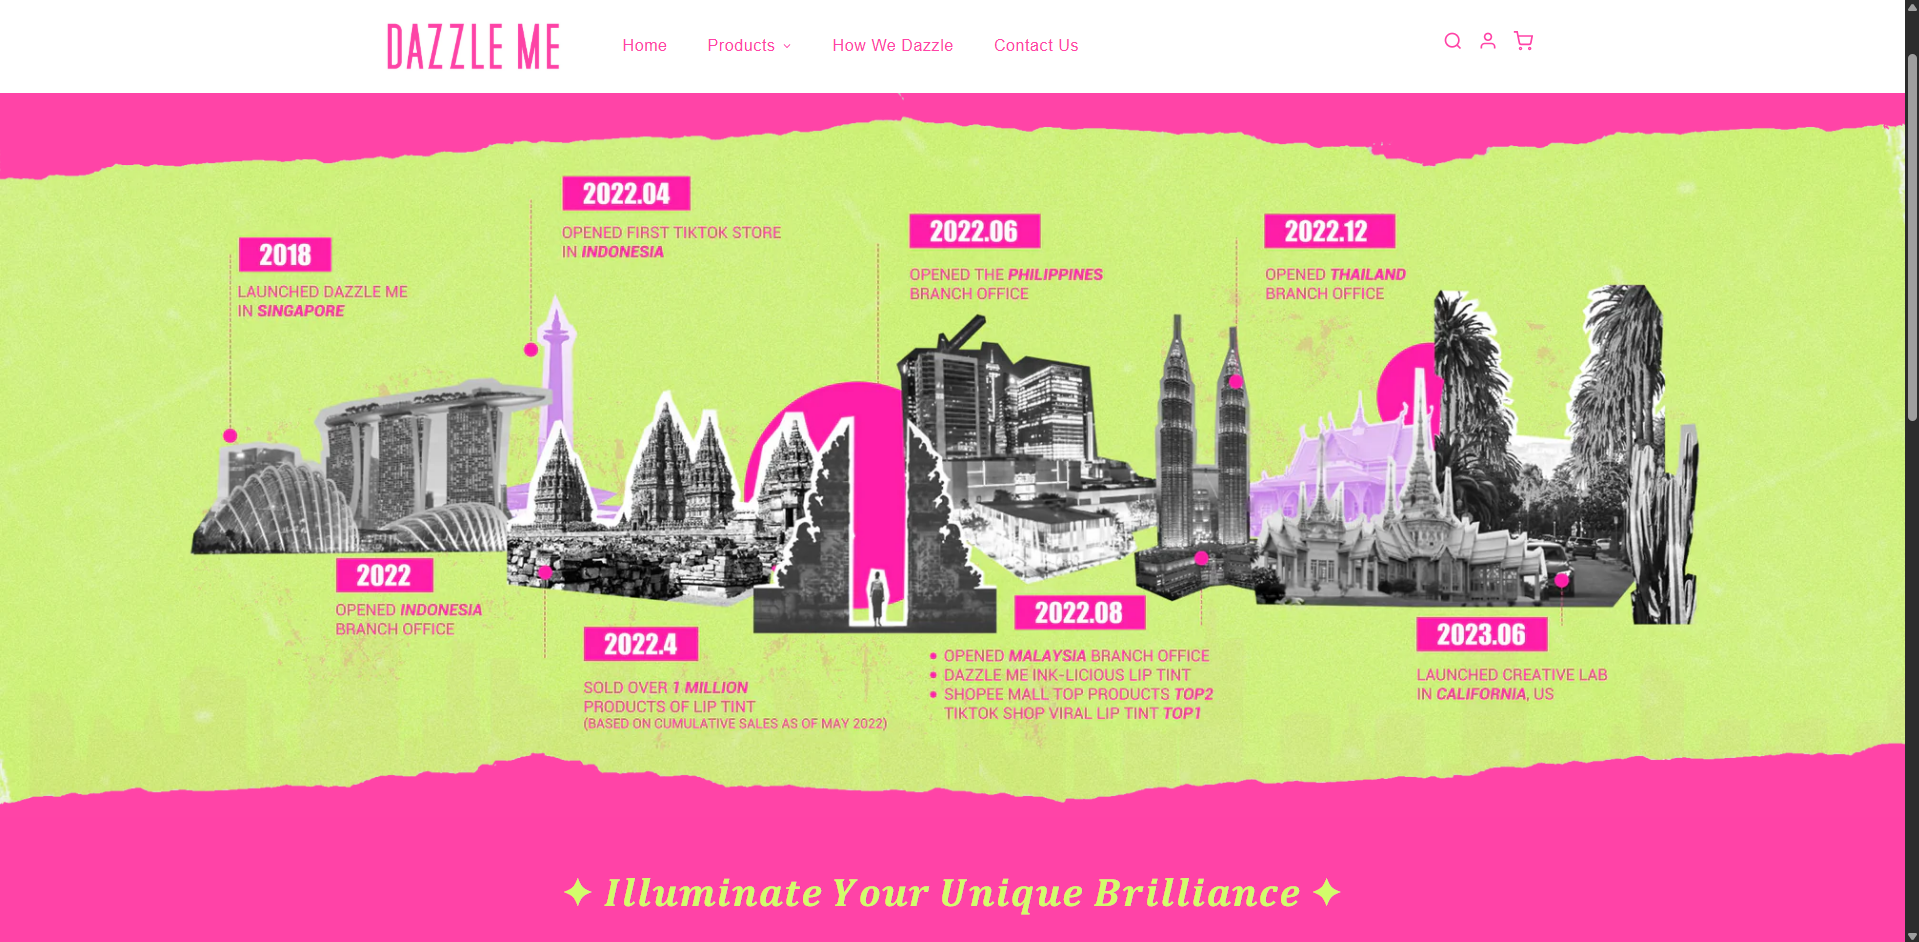 DAZZLE ME
Home
Products
How We Dazzle
Contact Us
2018
LAUNCHED DAZZLE ME
IN SINGAPORE
2022.04
OPENED FIRST TIKTOK STORE
IN INDONESIA
2022.06
OPENED THE PHILIPPINES
BRANCH OFFICE
2022.12
OPENED THAILAND
BRANCH OFFICE
2022
OPENED INDONESIA
BRANCH OFFICE
2022.4
SOLD OVER 1 MILLION
PRODUCTS OF LIP TINT
(BASED ON CUMULATIVE SALES AS OF MAY 2022)
2022.08
• OPENED MALAYSIA BRANCH OFFICE
• DAZZLE ME INK-LICIOUS LIP TINT
• SHOPEE MALL TOP PRODUCTS TOP2
TIKTOK SHOP VIRAL LIP TINT TOP1
2023.06
LAUNCHED CREATIVE LAB
IN CALIFORNIA, US
✦ Illuminate Your Unique Brilliance ✦